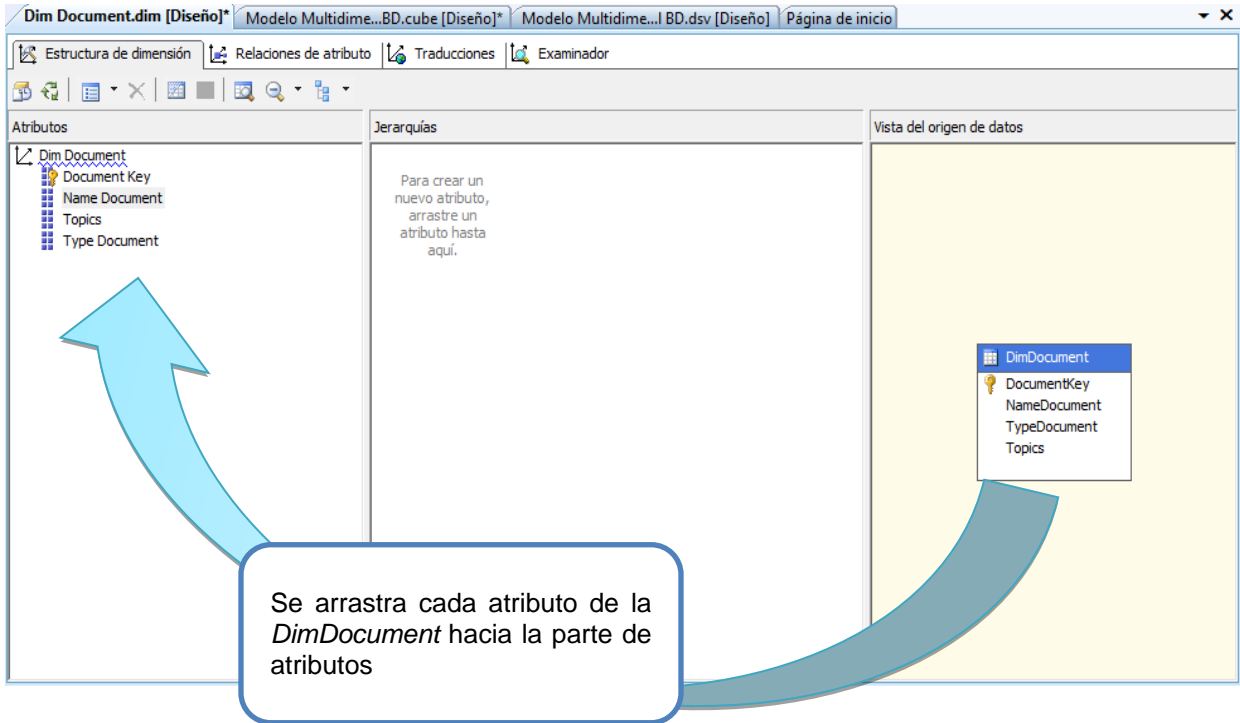 Dim Document.dim [Diseño]* Modelo Multidime...BD.cube [Diseño]* Modelo Multidime...l BD.dsv [Diseño] Página de inicio
Estructura de dimensión Relaciones de atributo Traducciones Examinador
Atributos Jerarquías Vista del origen de datos
Dim Document
Document Key
Name Document
Topics
Type Document
Para crear un
nuevo atributo,
arrastre un
atributo hasta
aquí.
DimDocument
DocumentKey
NameDocument
TypeDocument
Topics
Se arrastra cada atributo de la
DimDocument hacia la parte de
atributos